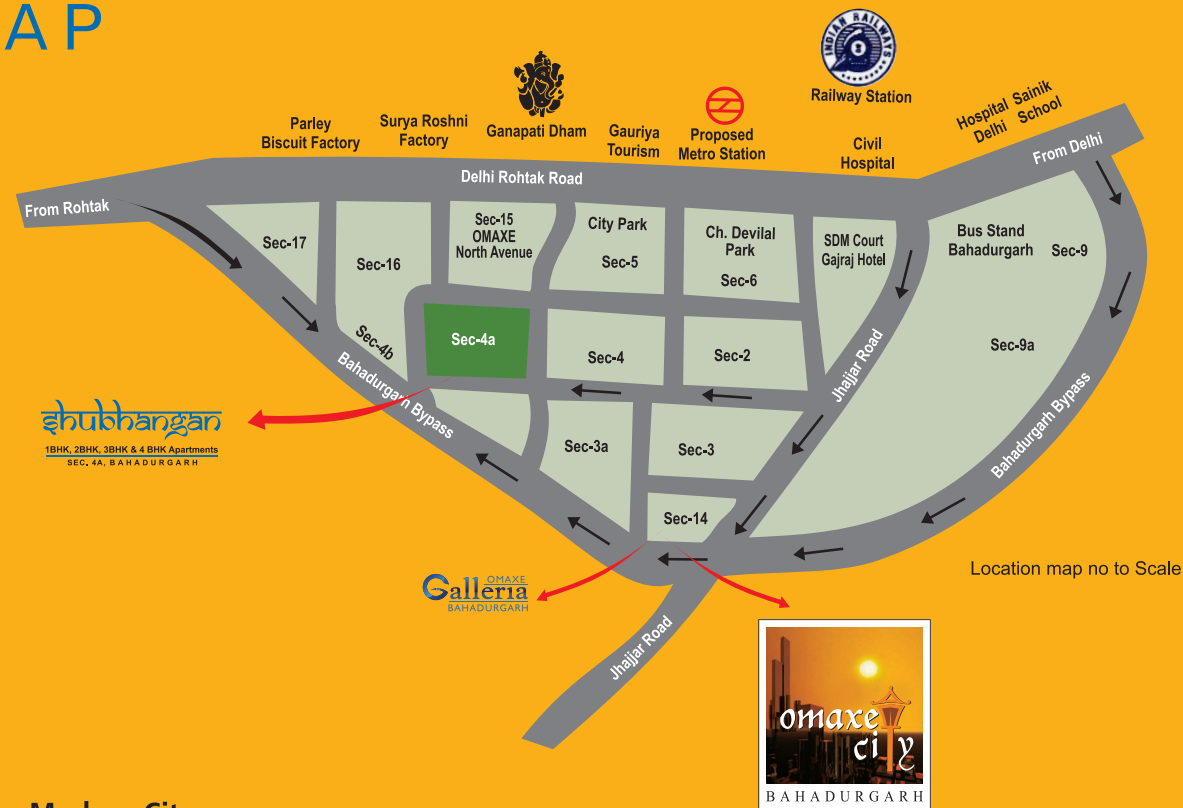 A P
INDIAN RAILWAYS
Railway Station
Hospital Sainik
Delhi School
Parley
Biscuit Factory
Surya Roshni
Factory
Ganapati Dham
Gauriya
Tourism
Proposed
Metro Station
Civil
Hospital
From Delhi
Delhi Rohtak Road
From Rohtak
Sec-17
Sec-16
Sec-15
OMAXE
North Avenue
City Park
Sec-5
Ch. Devilal
Park
Sec-6
SDM Court
Gajraj Hotel
Bus Stand
Bahadurgarh
Sec-9
Sec-9a
Sec-4b
Sec-4a
Sec-4
Sec-2
Jhajjar Road
Bahadurgarh Bypass
Bahadurgarh Bypass
shubhangan
1BHK, 2BHK, 3BHK & 4 BHK Apartments
SEC. 4A, BAHADURGARH
Sec-3a
Sec-3
Sec-14
Location map no to Scale
OMAXE
Galleria
BAHADURGARH
Jhajjar Road
omaxe
city
BAHADURGARH